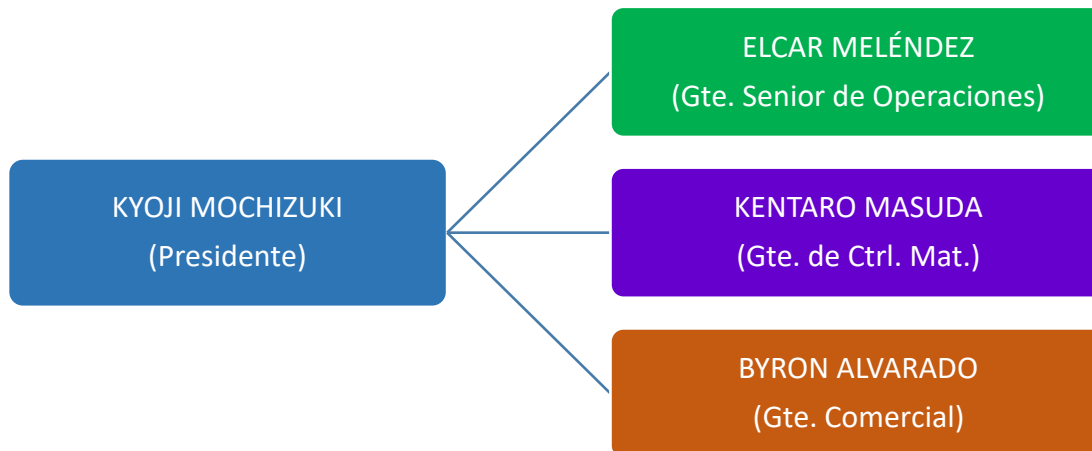 KYOJI MOCHIZUKI
(Presidente)
ELCAR MELÉNDEZ
(Gte. Senior de Operaciones)
KENTARO MASUDA
(Gte. de Ctrl. Mat.)
BYRON ALVARADO
(Gte. Comercial)